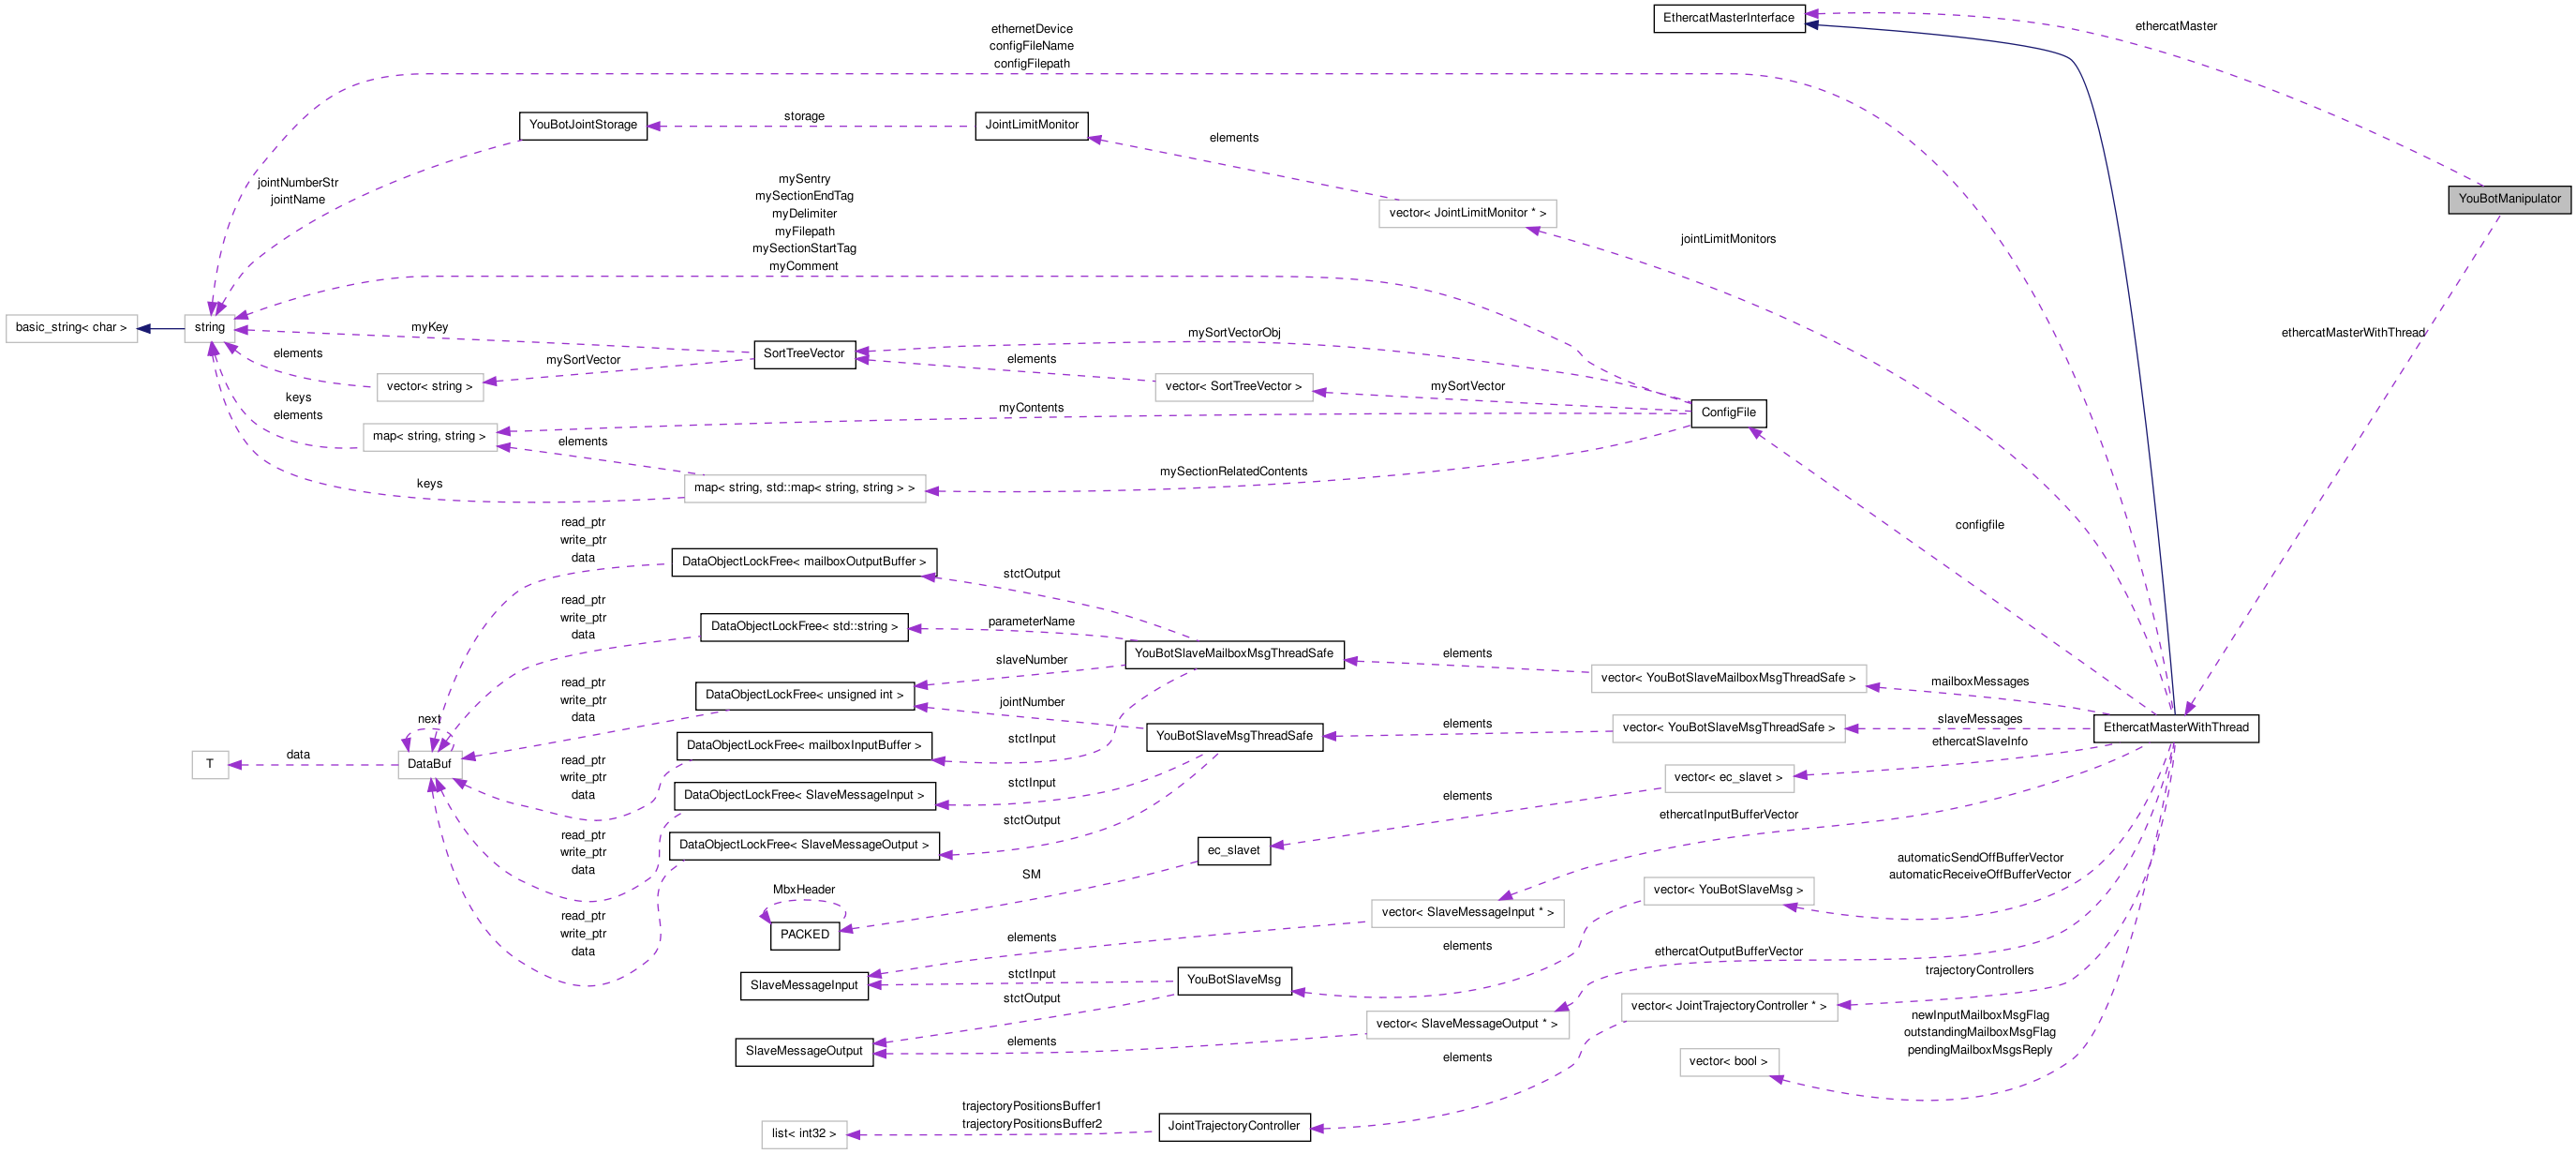 EthercatMasterInterface
ethercatMaster
ethernetDevice
configFileName
configFilepath
YouBotJointStorage
storage
JointLimitMonitor
elements
jointNumberStr
jointName
mySentry
mySectionEndTag
myDelimiter
myFilepath
mySectionStartTag
myComment
vector< JointLimitMonitor * >
jointLimitMonitors
YouBotManipulator
basic_string< char >
string
myKey
elements
mySortVector
SortTreeVector
mySortVectorObj
elements
ethercatMasterWithThread
vector< string >
vector< SortTreeVector >
mySortVector
keys
elements
myContents
ConfigFile
map< string, string >
elements
keys
map< string, std::map< string, string > >
mySectionRelatedContents
configfile
read_ptr
write_ptr
data
DataObjectLockFree< mailboxOutputBuffer >
stctOutput
read_ptr
write_ptr
data
DataObjectLockFree< std::string >
parameterName
YouBotSlaveMailboxMsgThreadSafe
elements
vector< YouBotSlaveMailboxMsgThreadSafe >
mailboxMessages
slaveNumber
read_ptr
write_ptr
data
DataObjectLockFree< unsigned int >
jointNumber
next
T
data
DataBuf
DataObjectLockFree< mailboxInputBuffer >
stctInput
YouBotSlaveMsgThreadSafe
elements
vector< YouBotSlaveMsgThreadSafe >
slaveMessages
EthercatMasterWithThread
ethercatSlaveInfo
read_ptr
write_ptr
data
DataObjectLockFree< SlaveMessageInput >
stctInput
elements
vector< ec_slavet >
ethercatInputBufferVector
read_ptr
write_ptr
data
DataObjectLockFree< SlaveMessageOutput >
stctOutput
ec_slavet
SM
automaticSendOffBufferVector
automaticReceiveOffBufferVector
MbxHeader
PACKED
vector< YouBotSlaveMsg >
vector< SlaveMessageInput * >
read_ptr
write_ptr
data
elements
elements
ethercatOutputBufferVector
SlaveMessageInput
stctInput
YouBotSlaveMsg
trajectoryControllers
stctOutput
vector< JointTrajectoryController * >
vector< SlaveMessageOutput * >
newInputMailboxMsgFlag
outstandingMailboxMsgFlag
pendingMailboxMsgsReply
SlaveMessageOutput
elements
elements
vector< bool >
trajectoryPositionsBuffer1
trajectoryPositionsBuffer2
list< int32 >
JointTrajectoryController